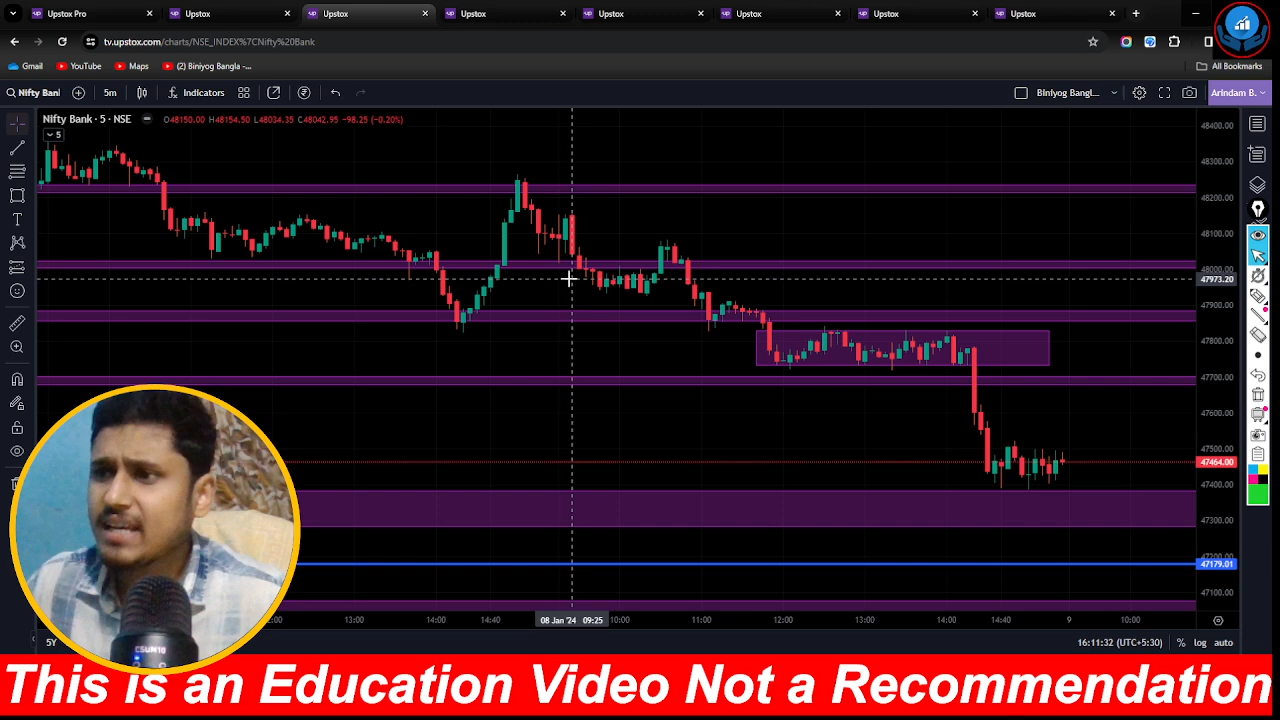 Upstox Pro
Upstox
Upstox
Upstox
Upstox
Upstox
Upstox
Upstox
tv.upstox.com/charts/NSE_INDEX%7CNifty%20Bank
Gmail
YouTube
Maps
(2) Biniyog Bangla -...
All Bookmarks
Nifty Bank
5m
Indicators
Biniyog Bangl...
Arindam B.
Nifty Bank · 5 · NSE
O48150.00 H48154.50 L48034.35 C48042.95 -98.25 (-0.20%)
5
48400.00
48300.00
48200.00
48100.00
48000.00
47973.20
47900.00
47800.00
47700.00
47600.00
47500.00
47464.00
47400.00
47300.00
47200.00
47179.01
47100.00
13:00
14:00
14:40
08 Jan '24 09:25
10:00
11:00
12:00
13:00
14:00
14:40
9
10:00
5Y
16:11:32 (UTC+5:30)
%
log
auto
CSUN10
This is an Education Video Not a Recommendation